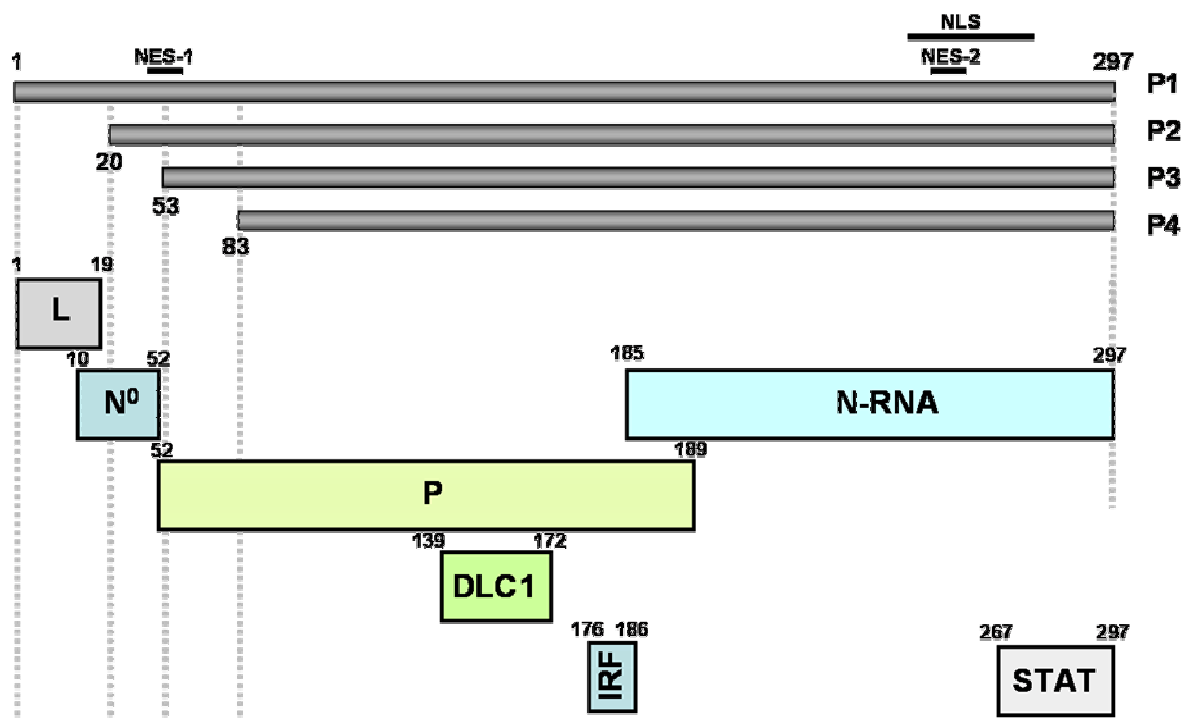 NLS
1 NES-1 NES-2 297 P1
P2
20
P3
53
P4
83
1 19
L
10 52 185 297
N⁰ N-RNA
52 189
P
139 172
DLC1
176 186 267 297
IRF STAT